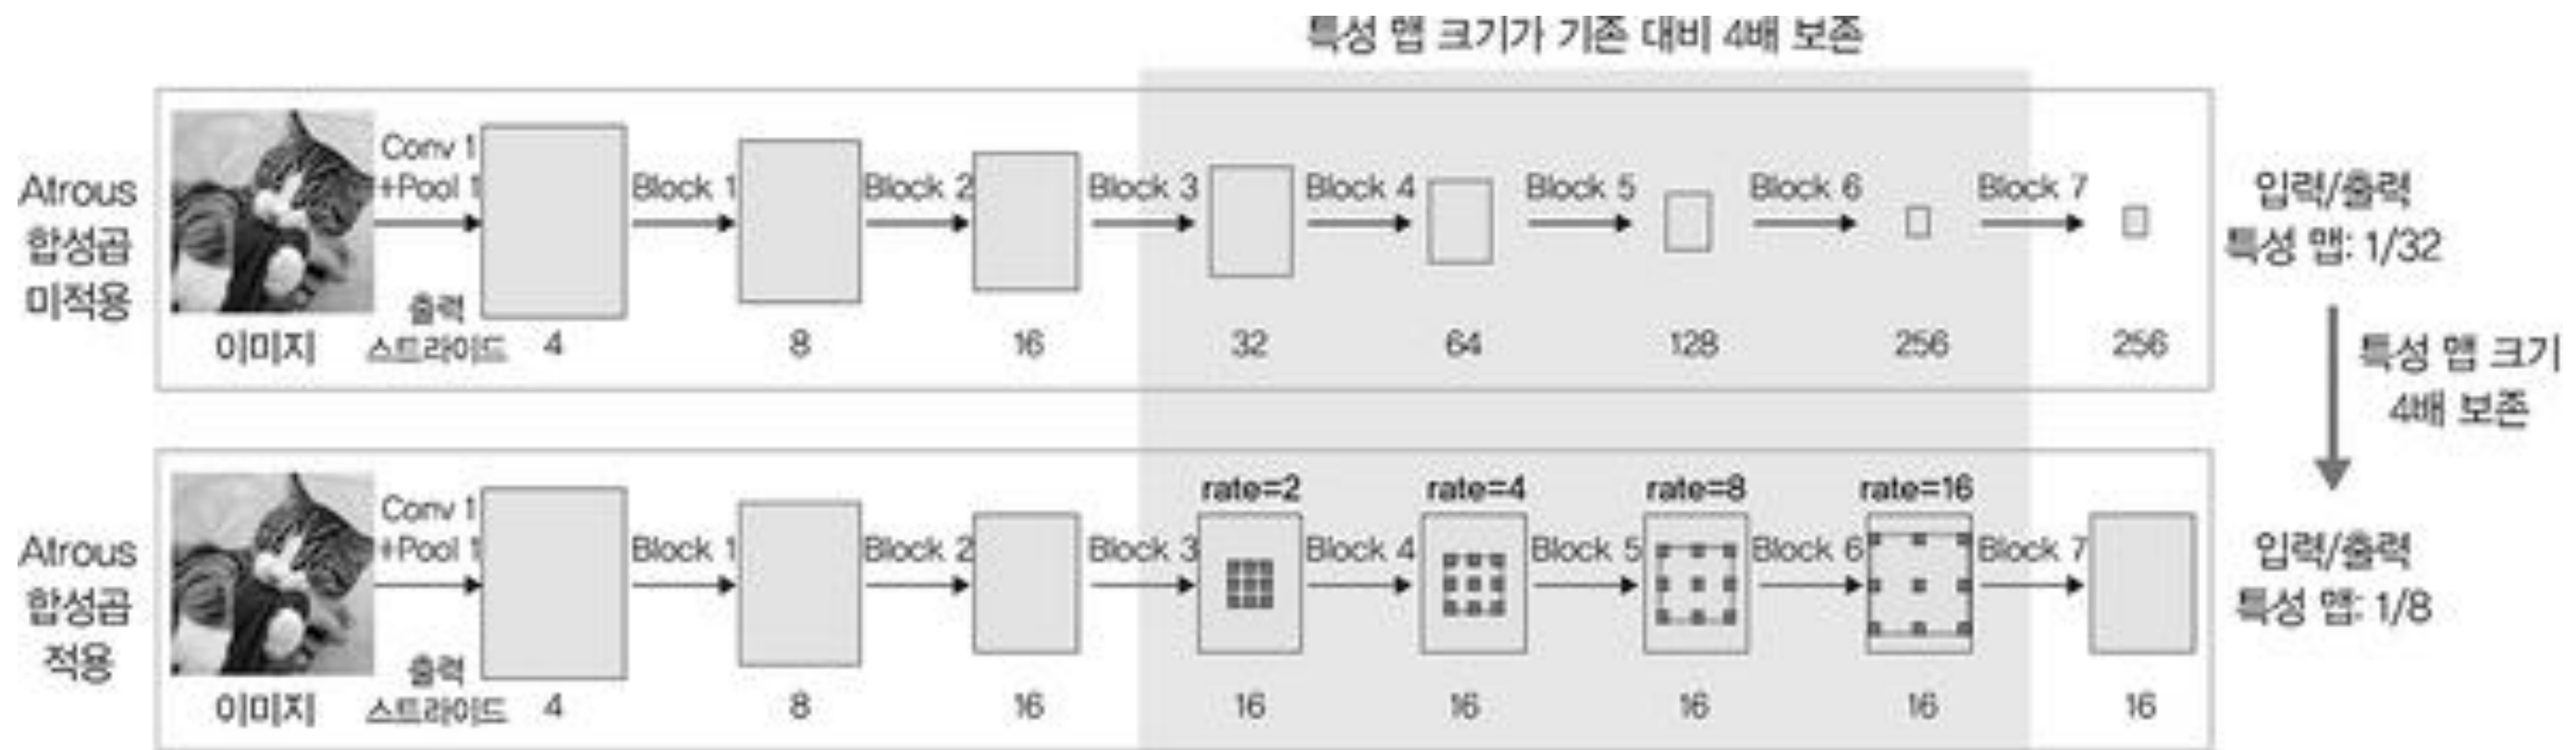 특성 맵 크기가 기존 대비 4배 보존
Atrous
합성곱
미적용
이미지
Conv 1
+Pool 1
출력
스트라이드
4
Block 1
8
Block 2
16
Block 3
32
Block 4
64
Block 5
128
Block 6
256
Block 7
256
입력/출력
특성 맵: 1/32
특성 맵 크기
4배 보존
Atrous
합성곱
적용
이미지
Conv 1
+Pool 1
출력
스트라이드
4
Block 1
8
Block 2
16
Block 3
rate=2
16
Block 4
rate=4
16
Block 5
rate=8
16
Block 6
rate=16
16
Block 7
16
입력/출력
특성 맵: 1/8